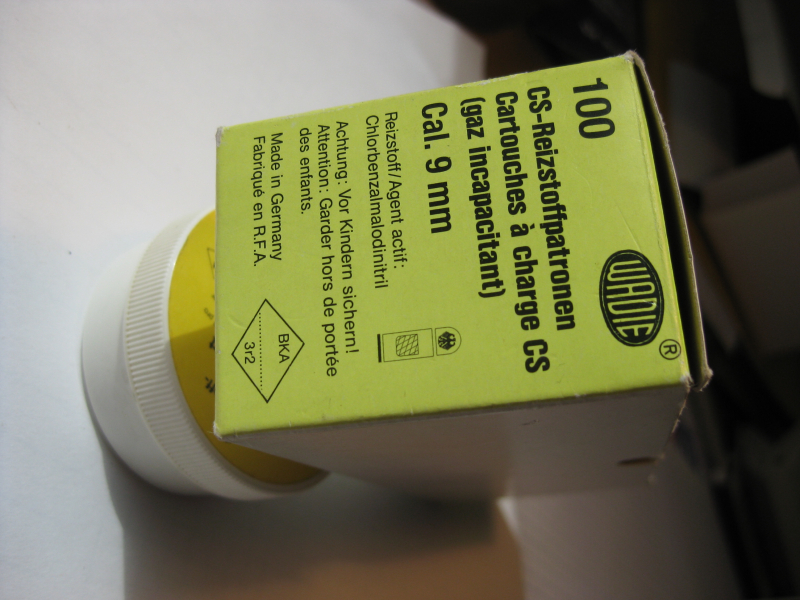 100
WADIE
®
CS-Reizstoffpatronen
Cartouches à charge CS
(gaz incapacitant)
Cal. 9 mm
Reizstoff/Agent actif:
Chlorbenzalmalodinitril
Achtung: Vor Kindern sichern!
Attention: Garder hors de portée
des enfants.
Made in Germany
Fabriqué en R.F.A.
BKA
3r2